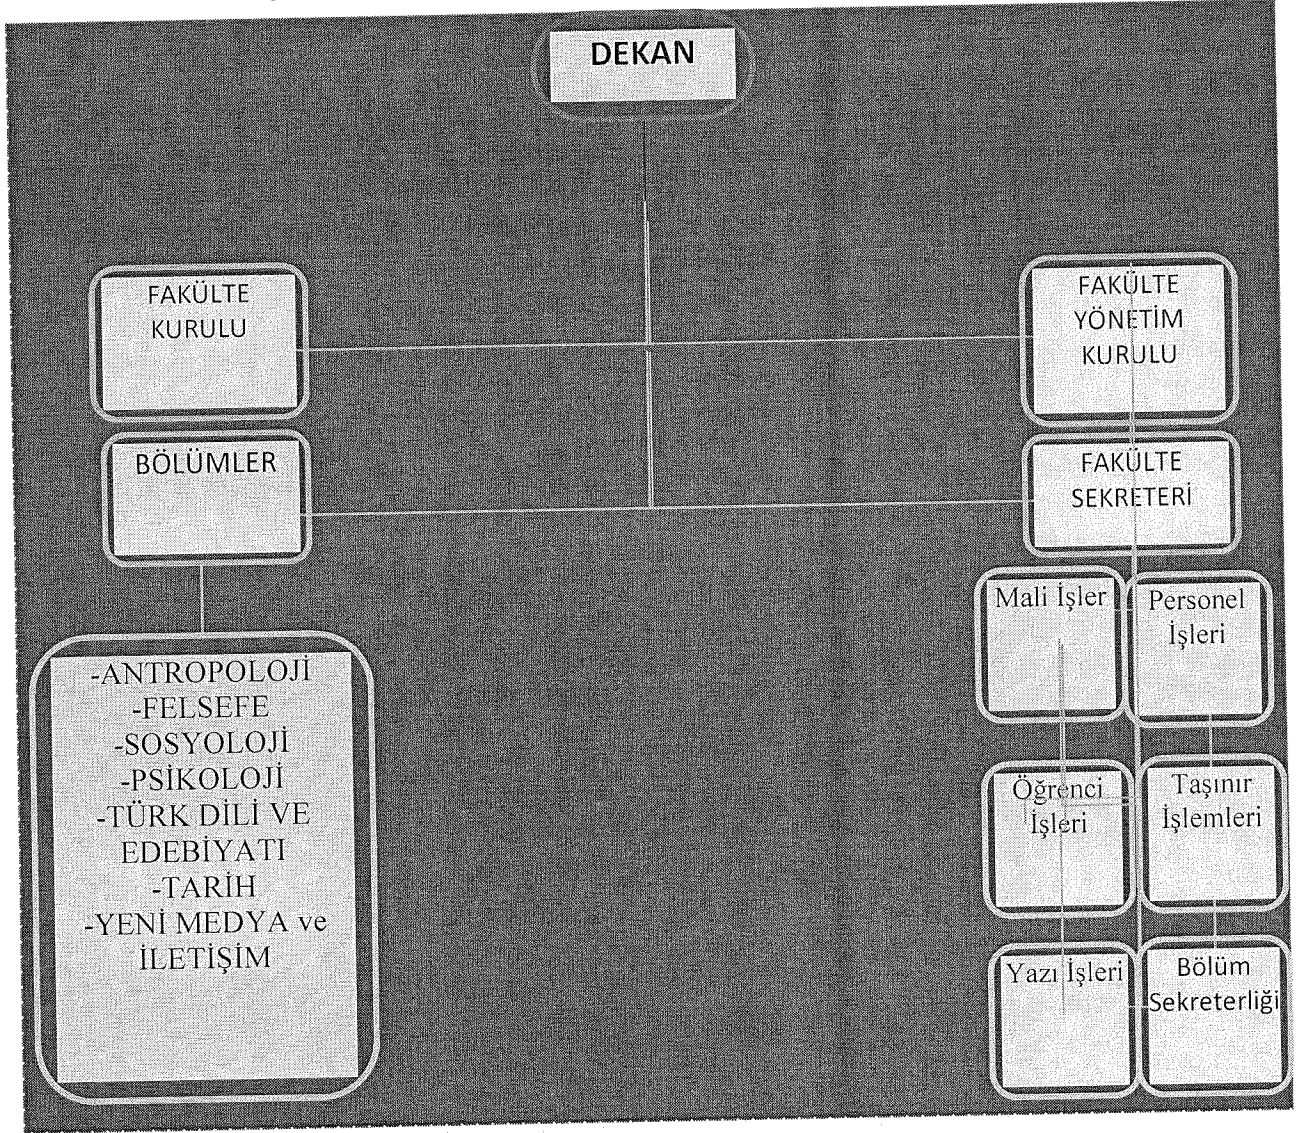 DEKAN
FAKÜLTE
KURULU
FAKÜLTE
YÖNETİM
KURULU
BÖLÜMLER
FAKÜLTE
SEKRETERİ
-ANTROPOLOJİ
-FELSEFE
-SOSYOLOJİ
-PSİKOLOJİ
-TÜRK DİLİ VE
EDEBİYATI
-TARİH
-YENİ MEDYA ve
İLETİŞİM
Mali İşler
Personel
İşleri
Öğrenci
İşleri
Taşınır
İşlemleri
Yazı İşleri
Bölüm
Sekreterliği